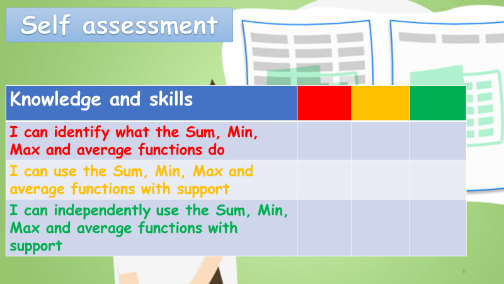 Self assessment
Knowledge and skills
I can identify what the Sum, Min,
Max and average functions do
I can use the Sum, Min, Max and
average functions with support
I can independently use the Sum, Min,
Max and average functions with
support